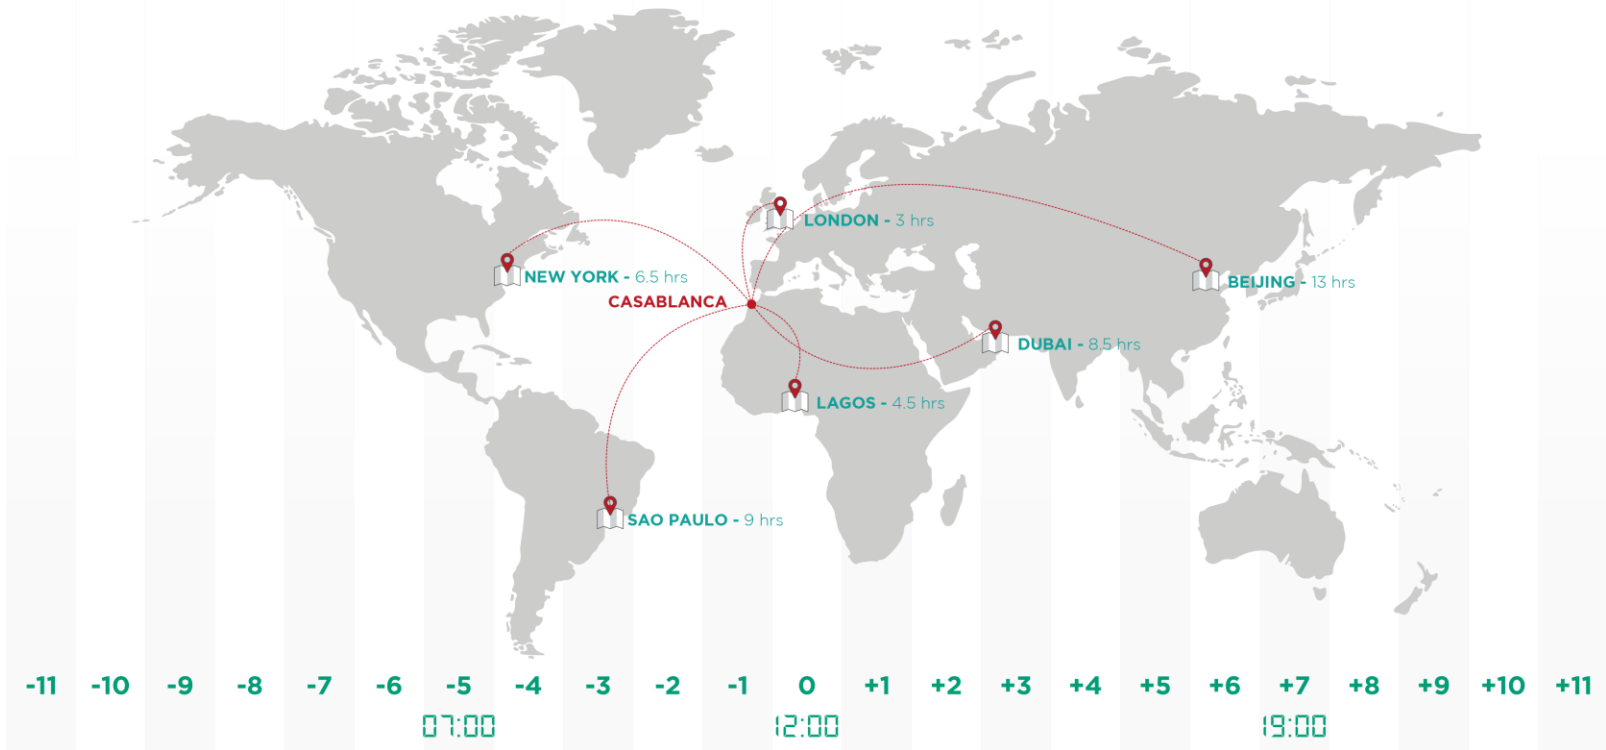 LONDON - 3 hrs
NEW YORK - 6.5 hrs
BEIJING - 13 hrs
CASABLANCA
DUBAI - 8.5 hrs
LAGOS - 4.5 hrs
SAO PAULO - 9 hrs
-11 -10 -9 -8 -7 -6 -5 -4 -3 -2 -1 0 +1 +2 +3 +4 +5 +6 +7 +8 +9 +10 +11
07:00 12:00 19:00